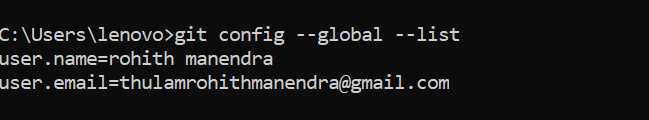 C:\Users\lenovo>git config --global --list
user.name=rohith manendra
user.email=thulamrohithmanendra@gmail.com